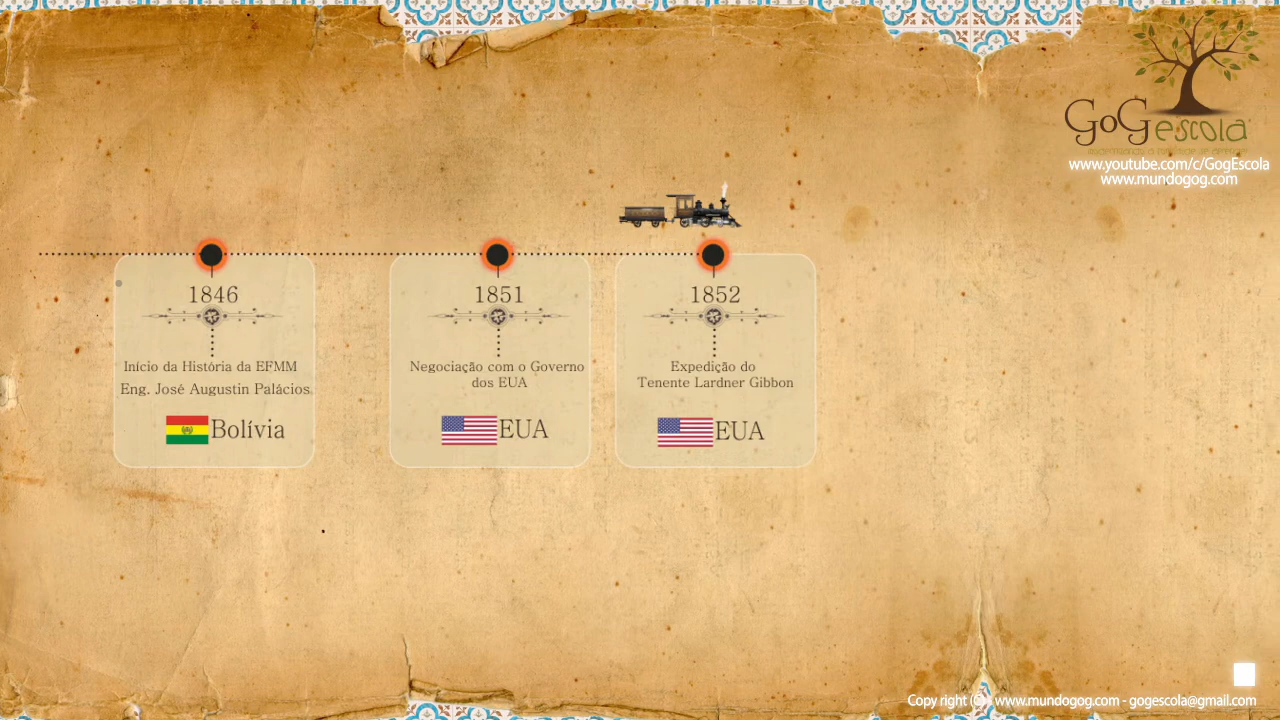 GoGescola
www.youtube.com/c/GogEscola
www.mundogog.com
1846
Início da História da EFMM
Eng. José Augustin Palácios
Bolívia
1851
Negociação com o Governo
dos EUA
EUA
1852
Expedição do
Tenente Lardner Gibbon
EUA
Copy right (©) www.mundogog.com - gogescola@gmail.com